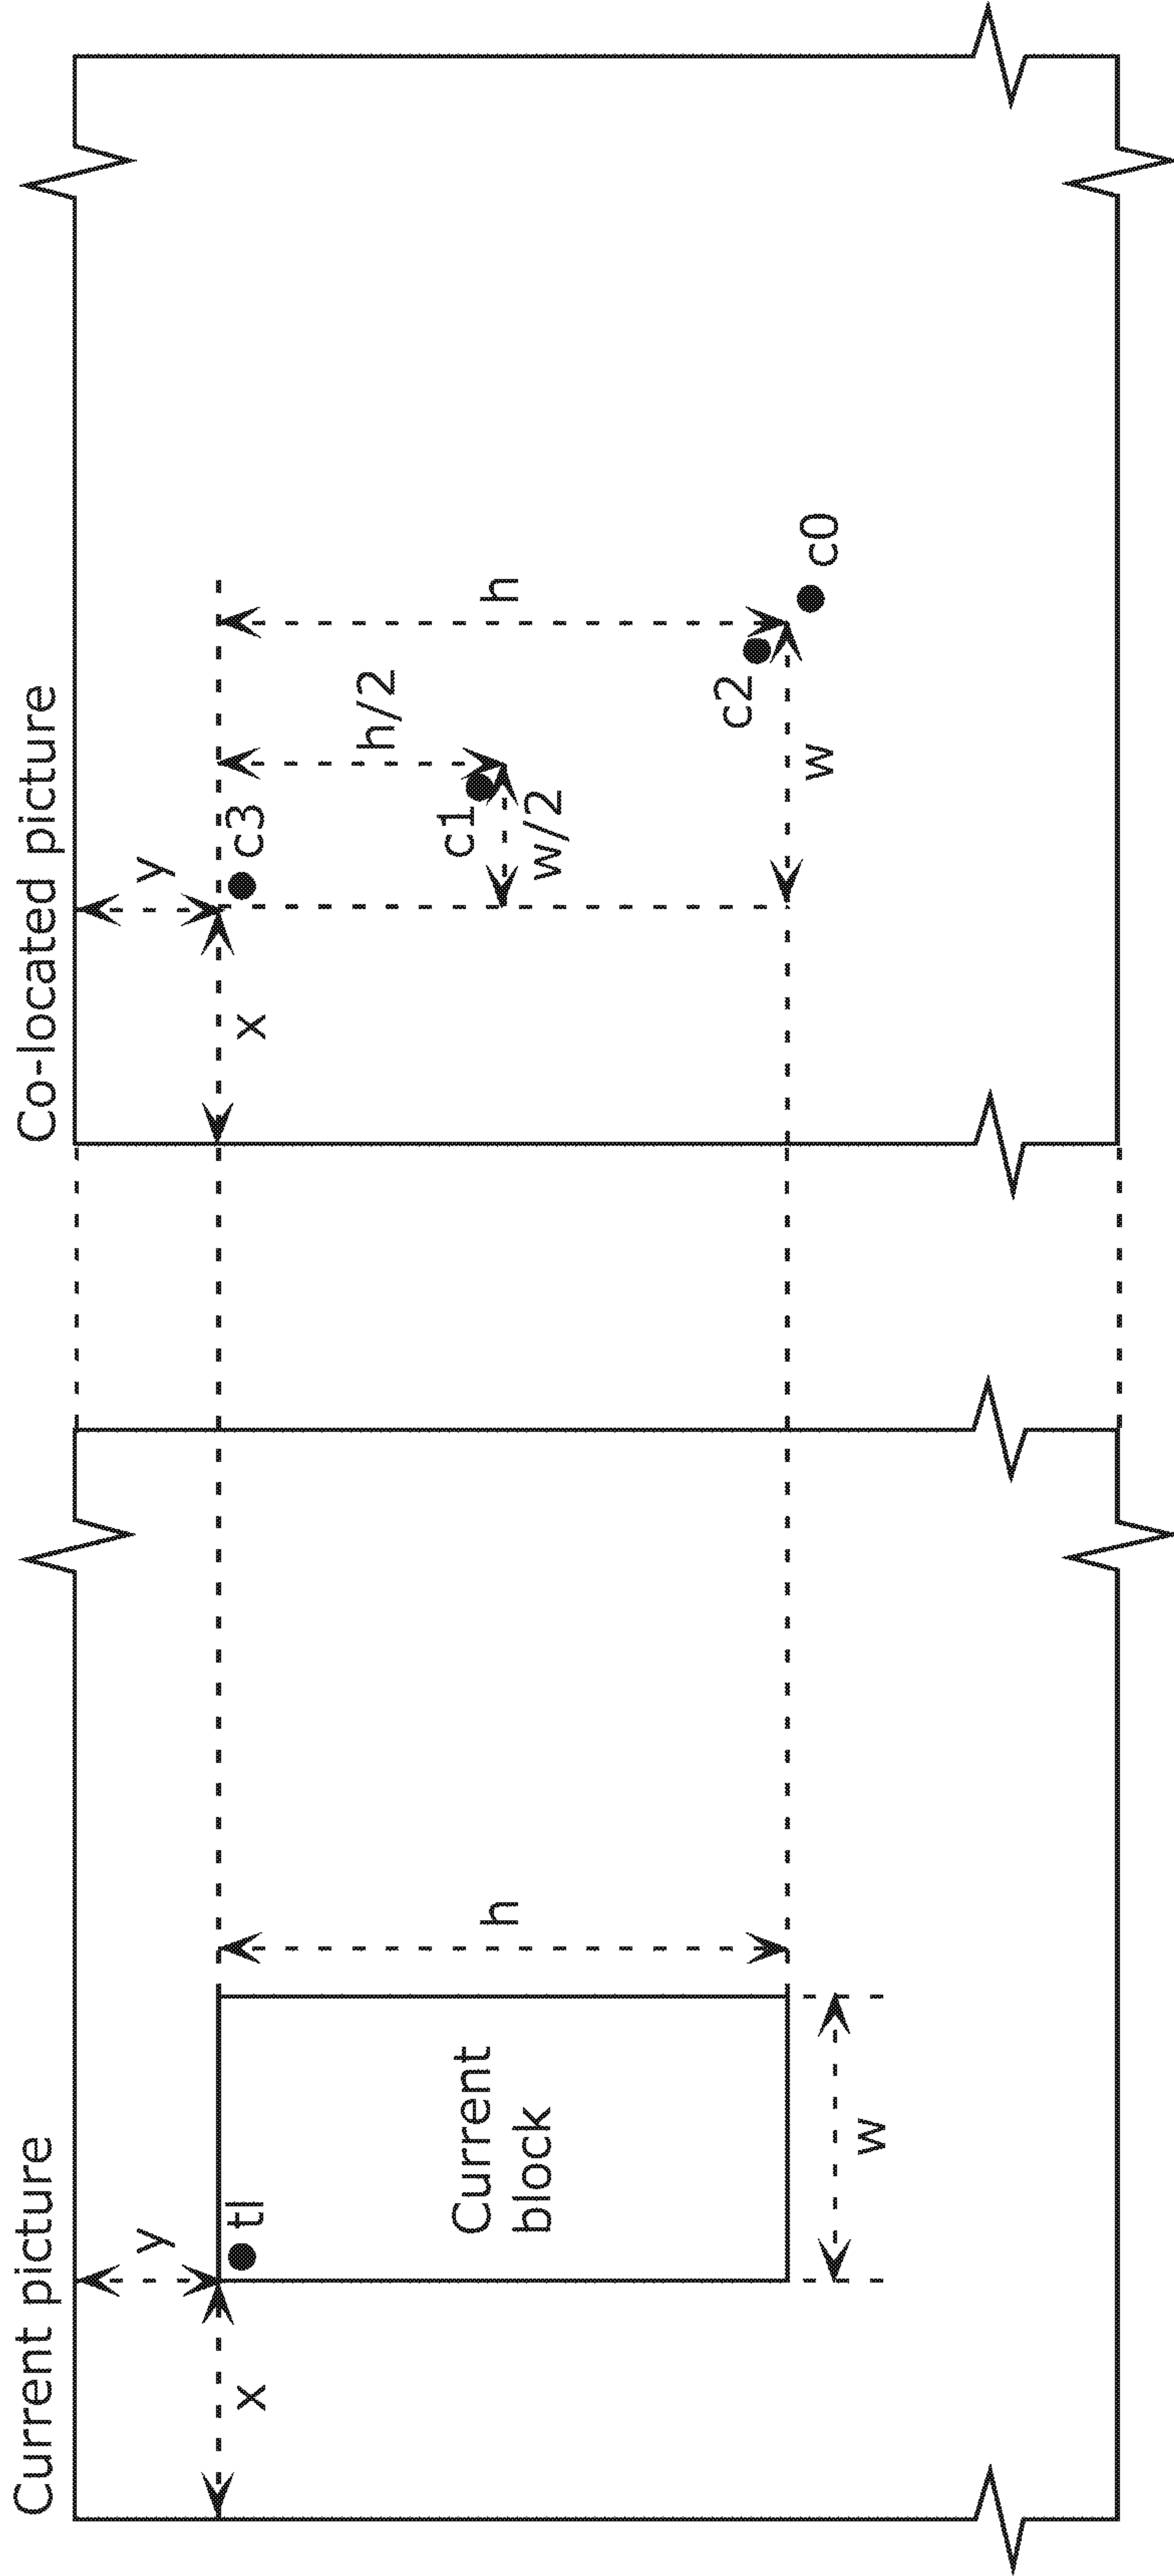 Current picture
y
x
tl
Current
block
h
w
Co-located picture
y
x
c3
h/2
h
c1
w/2
c2
w
c0